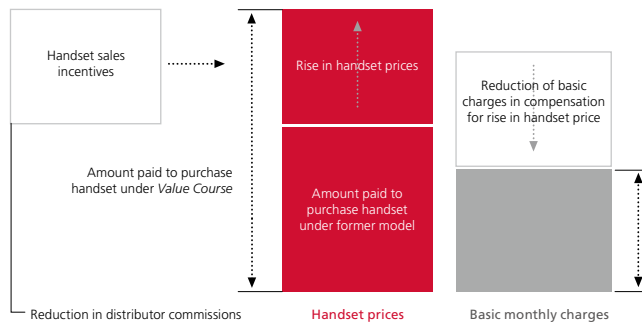 Handset sales
incentives
Rise in handset prices
Reduction of basic
charges in compensation
for rise in handset price
Amount paid to purchase
handset under Value Course
Amount paid to
purchase handset
under former model
Reduction in distributor commissions
Handset prices
Basic monthly charges